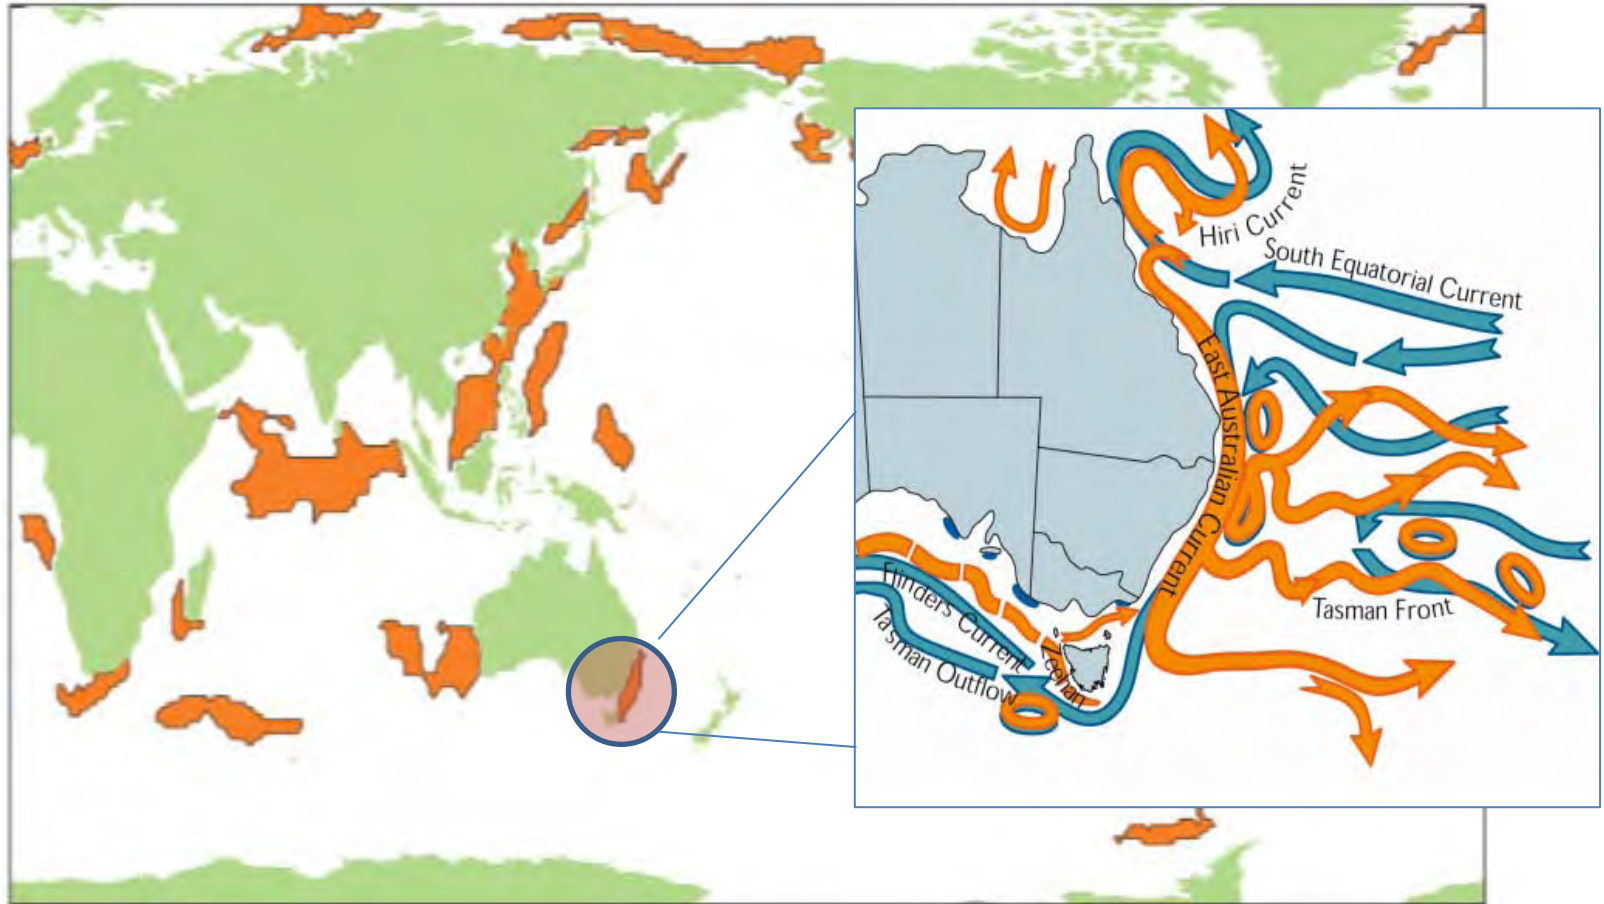 Hiri Current
South Equatorial Current
East Australian Current
Tasman Front
Flinders Current
Tasman Outflow
Zeehan